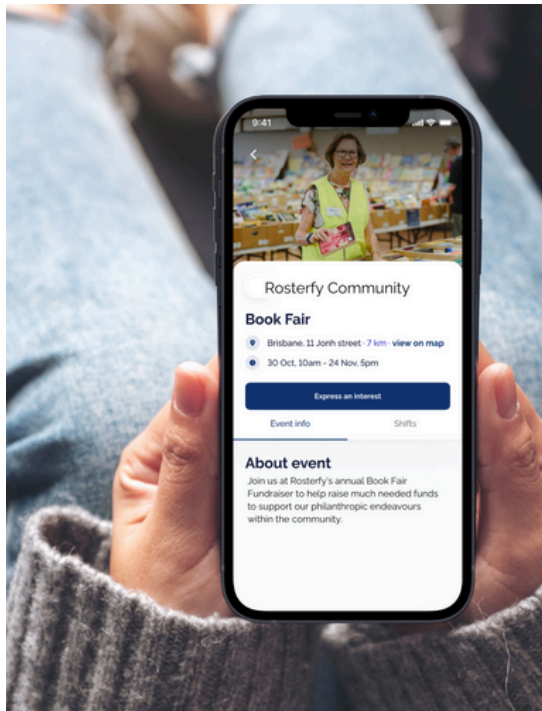 9:41
Rosterfy Community
Book Fair
Brisbane, 11 Jonh street · 7 km · view on map
30 Oct, 10am - 24 Nov, 5pm
Express an interest
Event info
Shifts
About event
Join us at Rosterfy's annual Book Fair
Fundraiser to help raise much needed funds
to support our philanthropic endeavours
within the community.